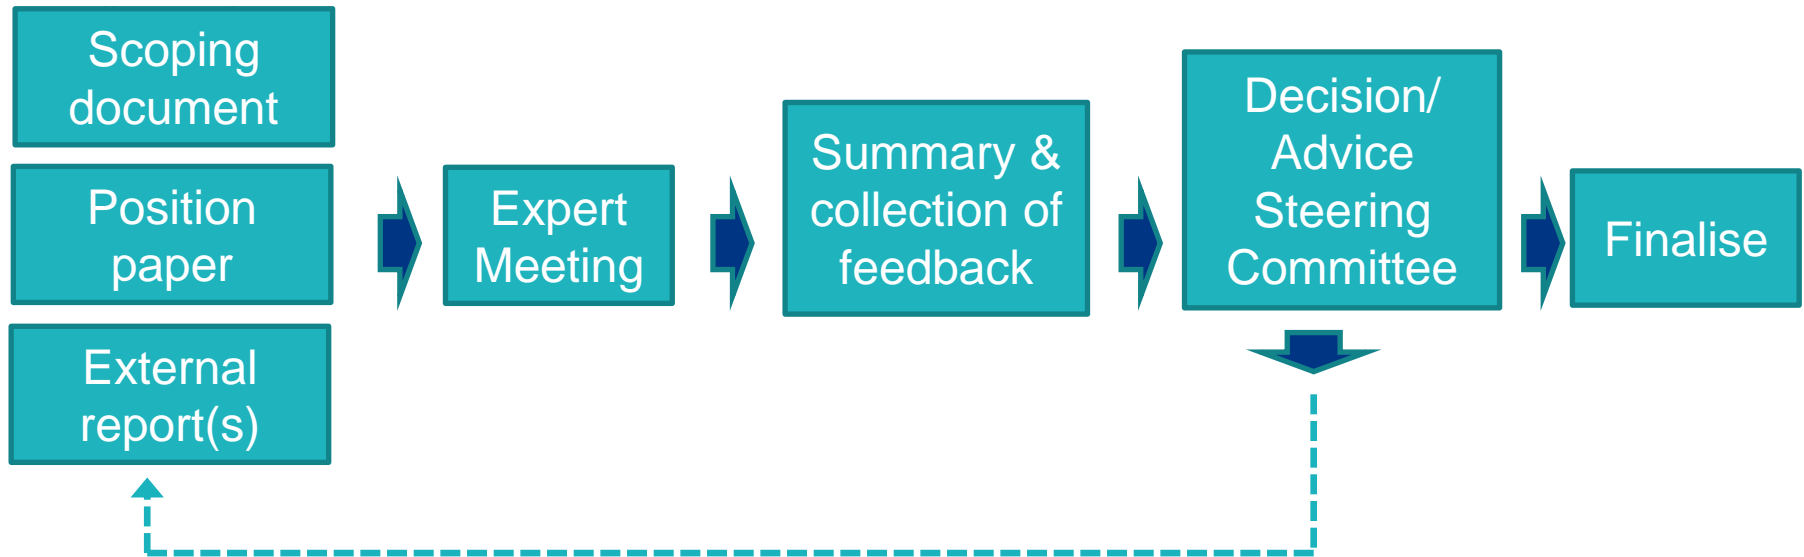 Scoping
document
Position
paper
External
report(s)
Expert
Meeting
Summary &
collection of
feedback
Decision/
Advice
Steering
Committee
Finalise